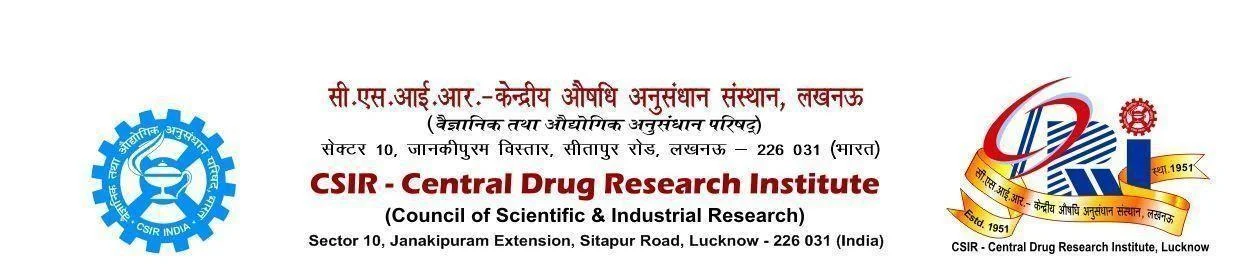 सी.एस.आई.आर.-केन्द्रीय औषधि अनुसंधान संस्थान, लखनऊ
(वैज्ञानिक तथा औद्योगिक अनुसंधान परिषद्)
सेक्टर 10, जानकीपुरम विस्तार, सीतापुर रोड, लखनऊ – 226 031 (भारत)
CSIR - Central Drug Research Institute
(Council of Scientific & Industrial Research)
Sector 10, Janakipuram Extension, Sitapur Road, Lucknow - 226 031 (India)
वैज्ञानिक तथा औद्योगिक अनुसंधान परिषद, भारत
CSIR INDIA
CDRI
स्था. 1951
सी.एस.आई.आर. - केन्द्रीय औषधि अनुसंधान संस्थान, लखनऊ
Estd. 1951
CSIR - Central Drug Research Institute, Lucknow